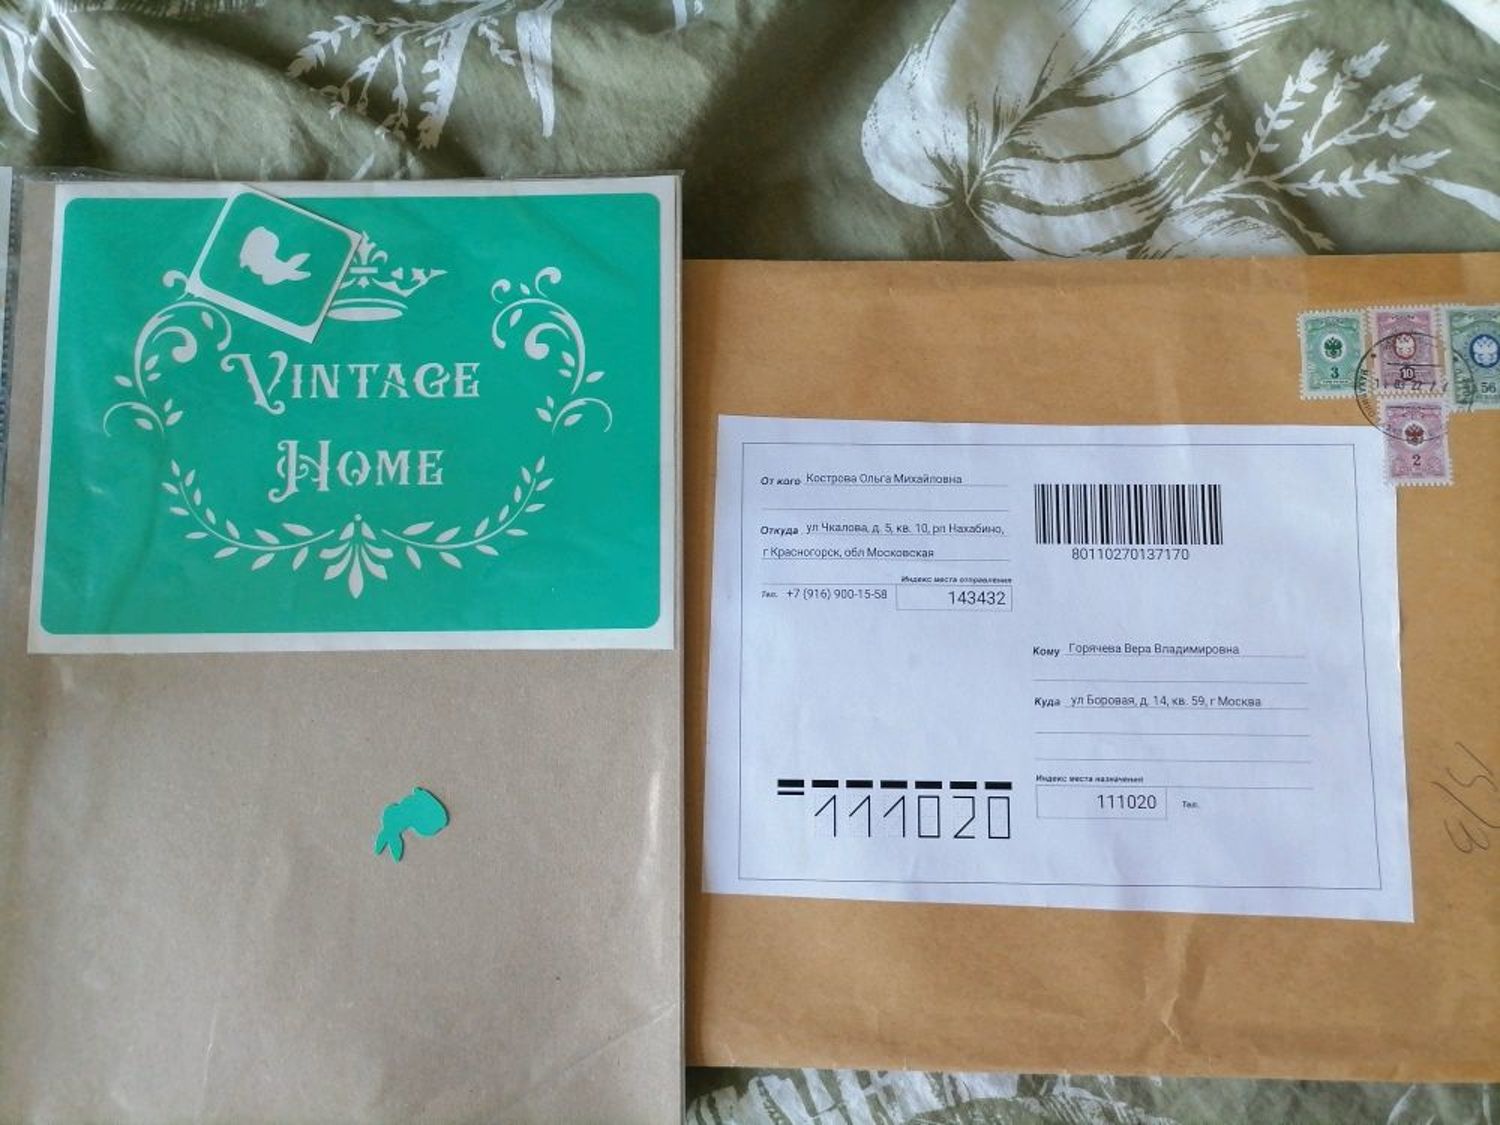 VINTAGE
HOME
3
10
56
2
От кого Кострова Ольга Михайловна
Откуда ул Чкалова, д. 5, кв. 10, рп Нахабино,
г Красногорск, обл Московская
Индекс места отправления
Тел. +7 (916) 900-15-58 143432
80110270137170
Кому Горячева Вера Владимировна
Куда ул Боровая, д. 14, кв. 59, г Москва
Индекс места назначения
111020 Тел.
111020